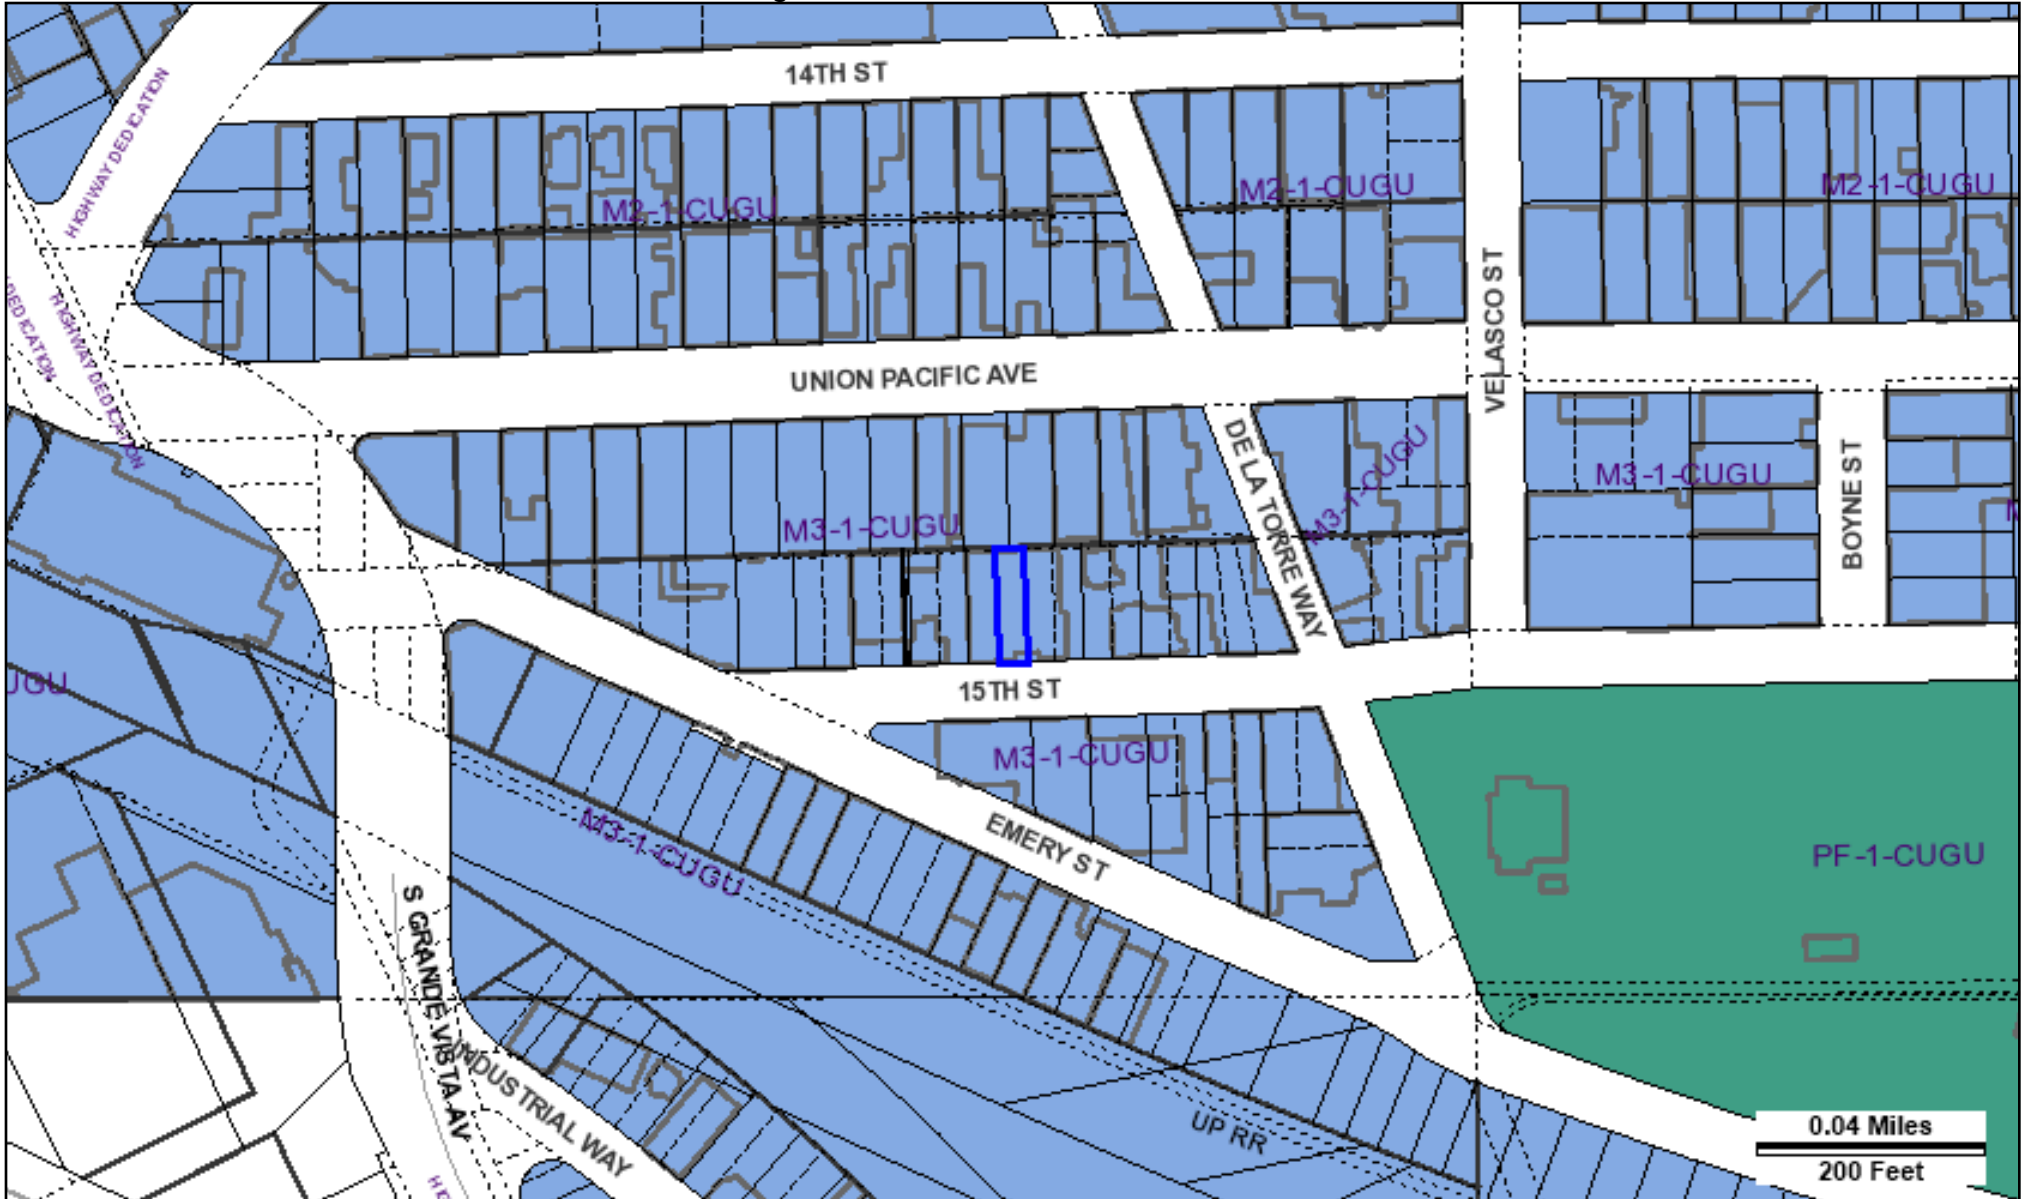 14TH ST
HIGHWAY DEDICATION
M2-1-CUGU
M2-1-CUGU
M2-1-CUGU
VELASCO ST
DEDICATION
HIGHWAY DEDICATION
UNION PACIFIC AVE
DE LA TORRE WAY
M3-1-CUGU
M3-1-CUGU
M3-1-CUGU
BOYNE ST
UGU
15TH ST
M3-1-CUGU
M3-1-CUGU
EMERY ST
PF-1-CUGU
S GRANDE VISTA AV
INDUSTRIAL WAY
UP RR
0.04 Miles
200 Feet